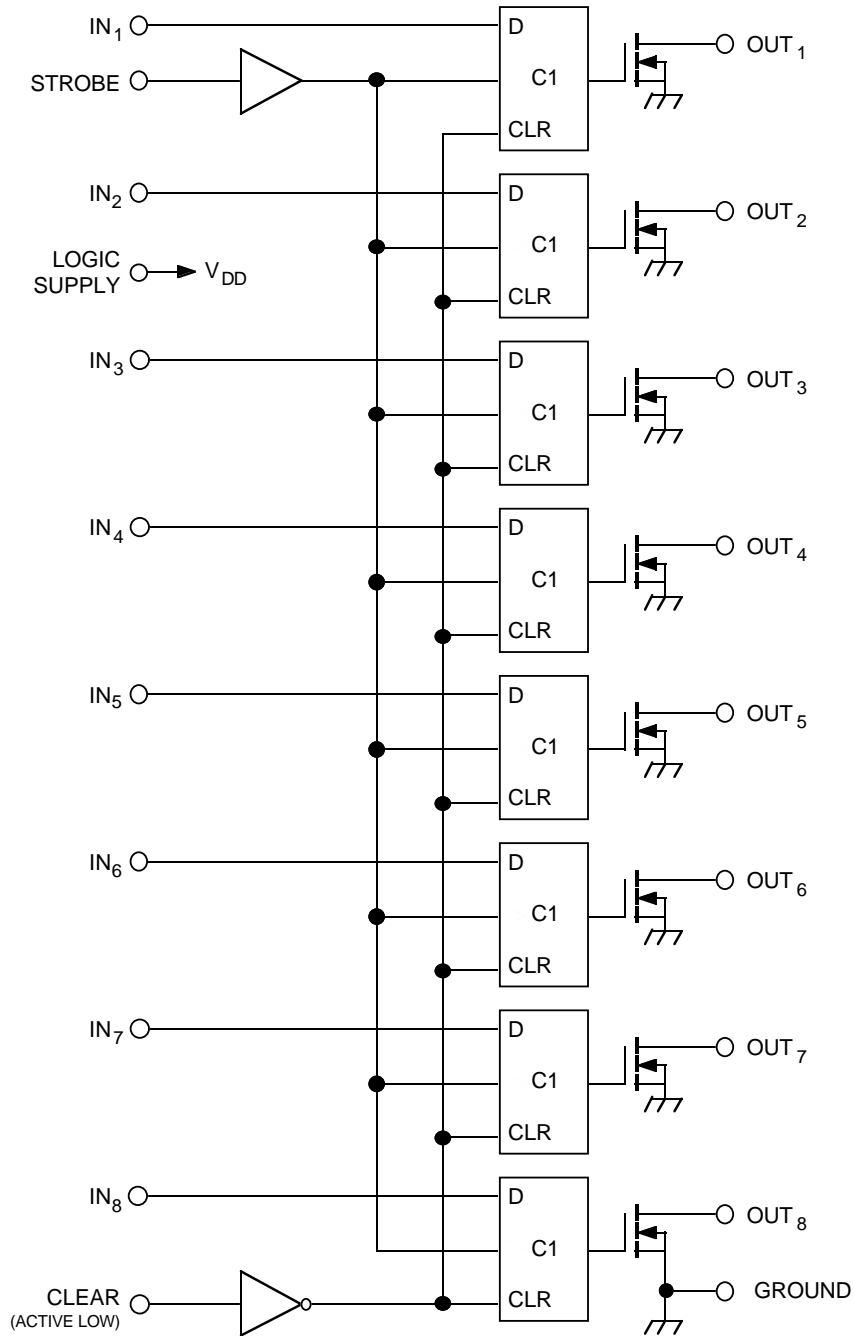 IN1
D
OUT1
STROBE
C1
CLR
IN2
D
OUT2
C1
LOGIC
SUPPLY
VDD
CLR
IN3
D
OUT3
C1
CLR
IN4
D
OUT4
C1
CLR
IN5
D
OUT5
C1
CLR
IN6
D
OUT6
C1
CLR
IN7
D
OUT7
C1
CLR
IN8
D
OUT8
C1
CLEAR
(ACTIVE LOW)
CLR
GROUND